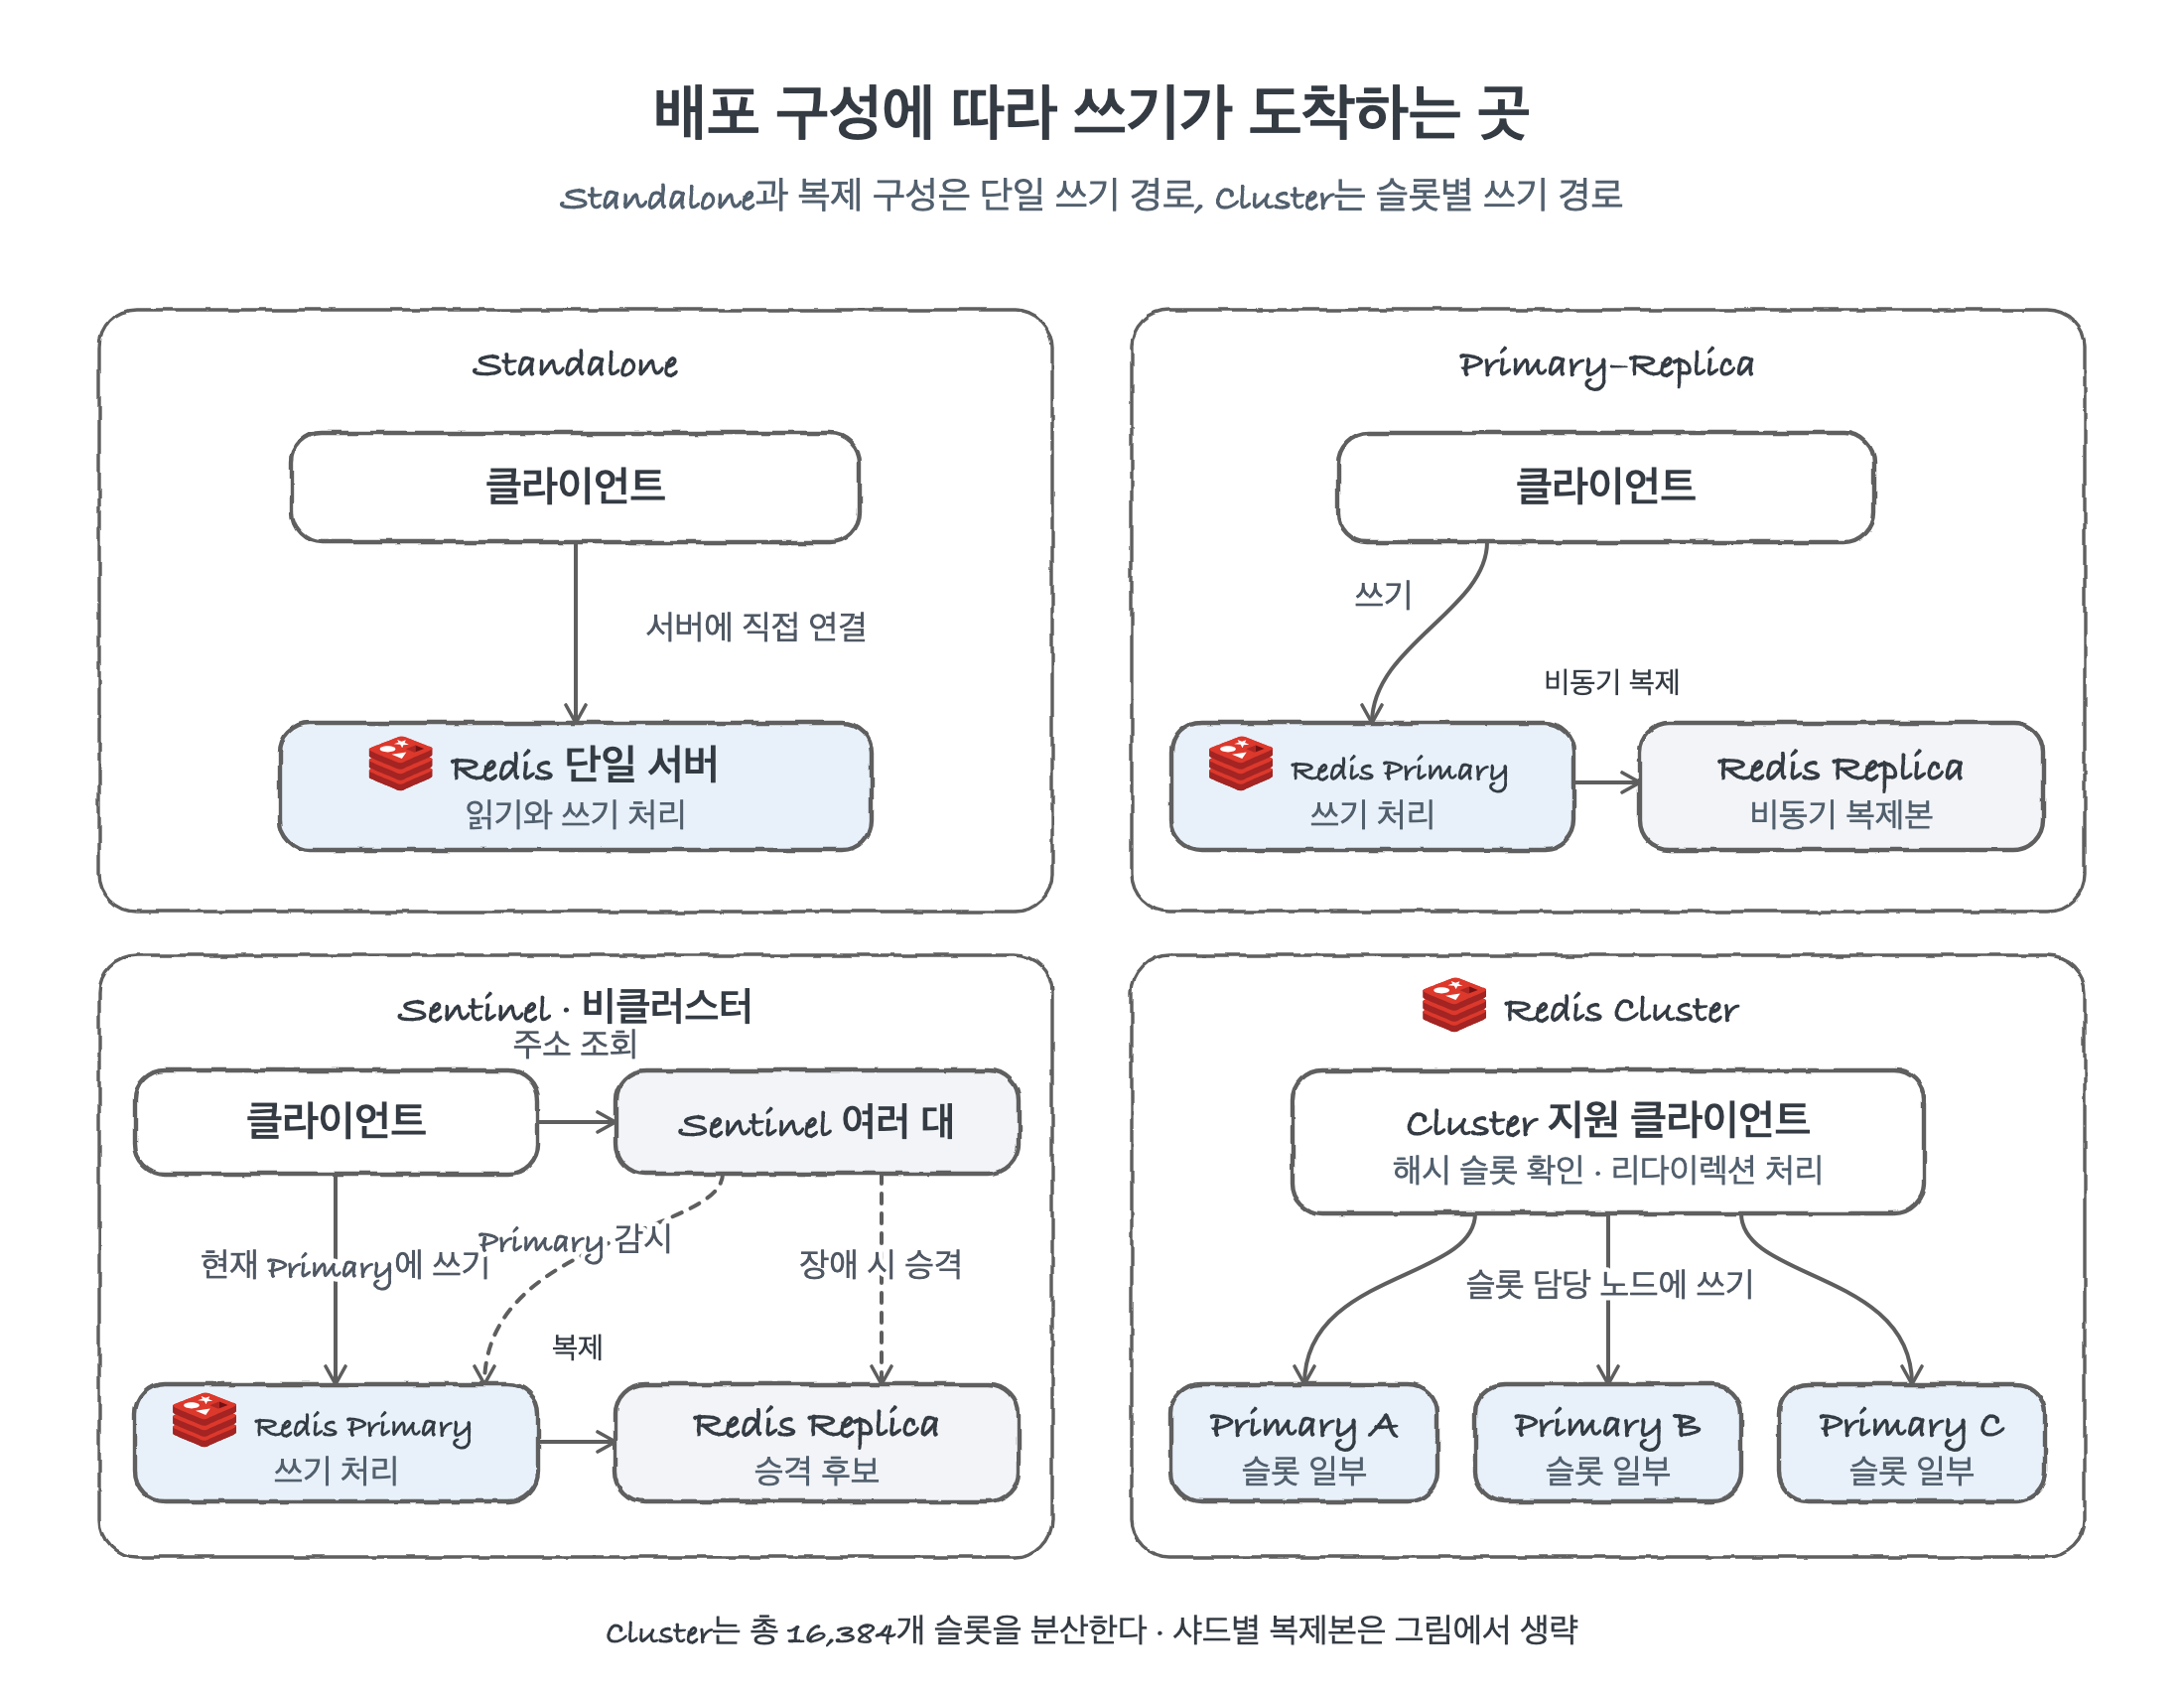 배포 구성에 따라 쓰기가 도착하는 곳
Standalone과 복제 구성은 단일 쓰기 경로, Cluster는 슬롯별 쓰기 경로
Standalone
클라이언트
서버에 직접 연결
Redis 단일 서버
읽기와 쓰기 처리
Primary-Replica
클라이언트
쓰기
비동기 복제
Redis Primary
쓰기 처리
Redis Replica
비동기 복제본
Sentinel · 비클러스터
주소 조회
클라이언트
Sentinel 여러 대
현재 Primary에 쓰기
Primary 감시
장애 시 승격
복제
Redis Primary
쓰기 처리
Redis Replica
승격 후보
Redis Cluster
Cluster 지원 클라이언트
해시 슬롯 확인 · 리다이렉션 처리
슬롯 담당 노드에 쓰기
Primary A
슬롯 일부
Primary B
슬롯 일부
Primary C
슬롯 일부
Cluster는 총 16,384개 슬롯을 분산한다 · 샤드별 복제본은 그림에서 생략